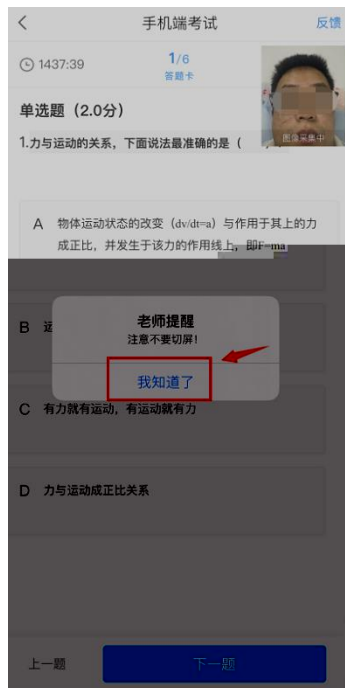 手机端考试
反馈
1437:39
1/6
答题卡
图像采集中
单选题（2.0分）
1.力与运动的关系，下面说法最准确的是（
A 物体运动状态的改变（dv/dt=a）与作用于其上的力
成正比，并发生于该力的作用线上，即F=ma
B 运
老师提醒
注意不要切屏！
我知道了
C 有力就有运动，有运动就有力
D 力与运动成正比关系
上一题
下一题